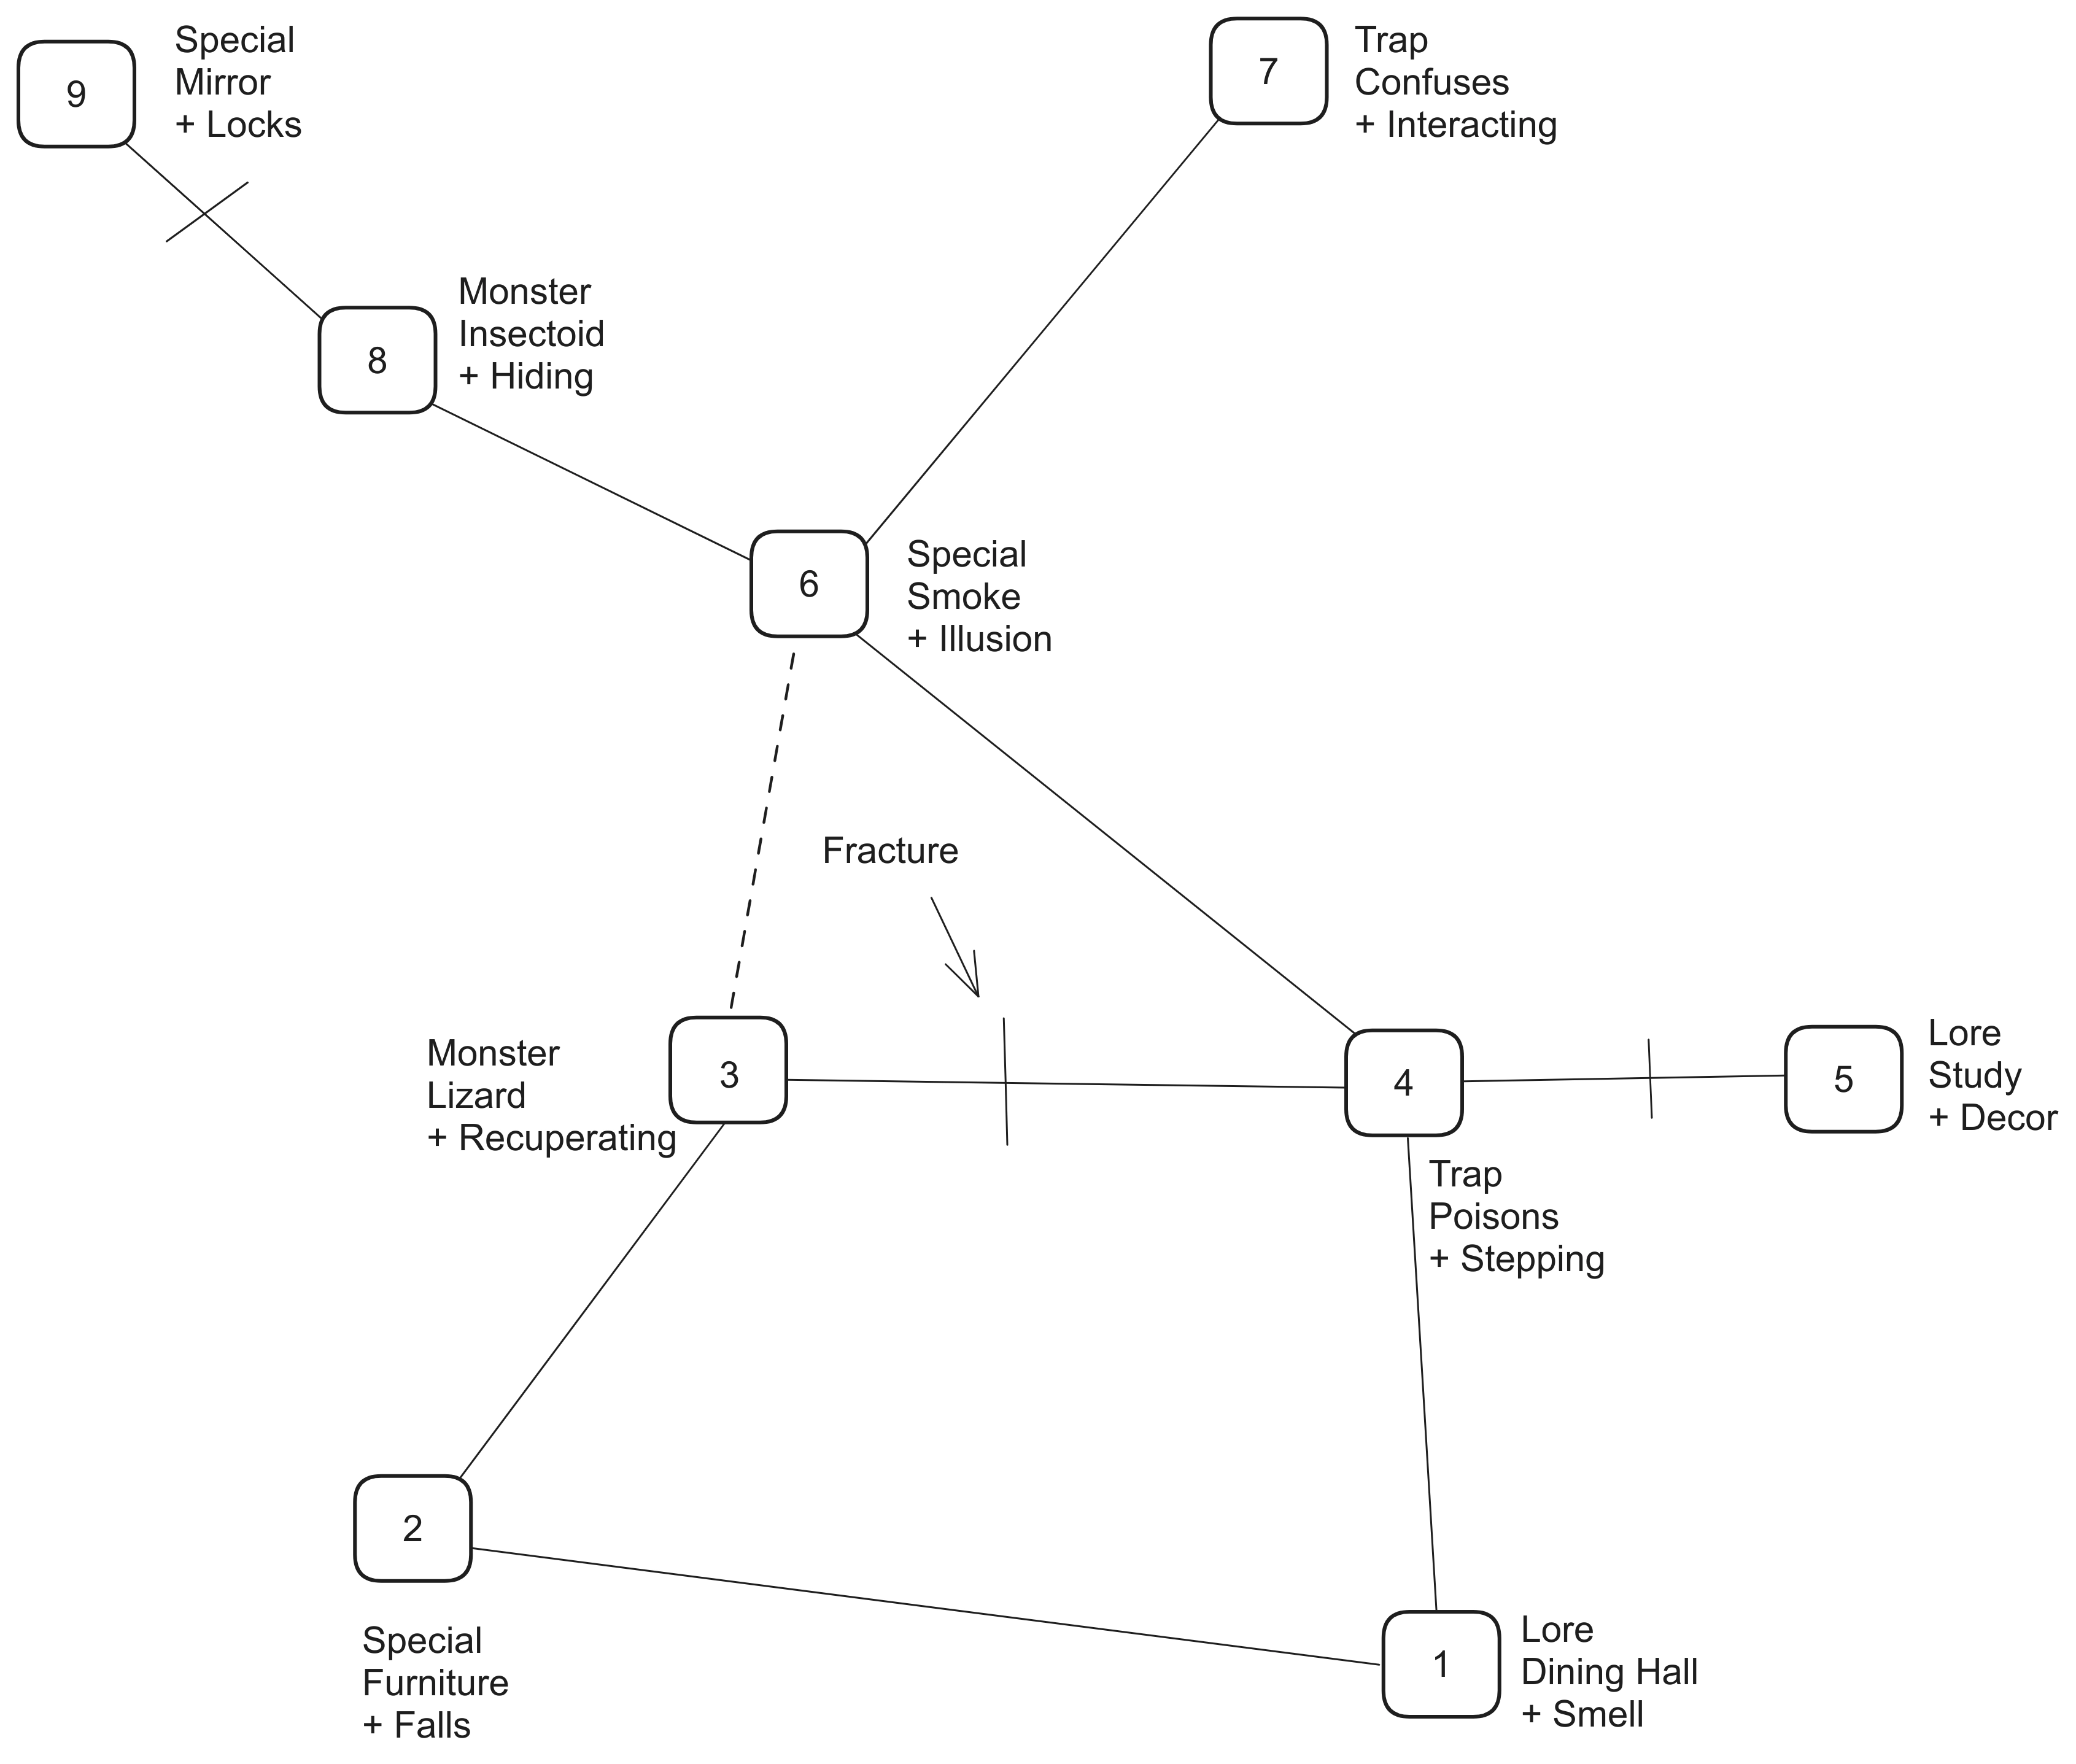 9
Special
Mirror
+ Locks
7
Trap
Confuses
+ Interacting
8
Monster
Insectoid
+ Hiding
6
Special
Smoke
+ Illusion
Fracture
Monster
Lizard
+ Recuperating
3
4
Trap
Poisons
+ Stepping
5
Lore
Study
+ Decor
2
Special
Furniture
+ Falls
1
Lore
Dining Hall
+ Smell